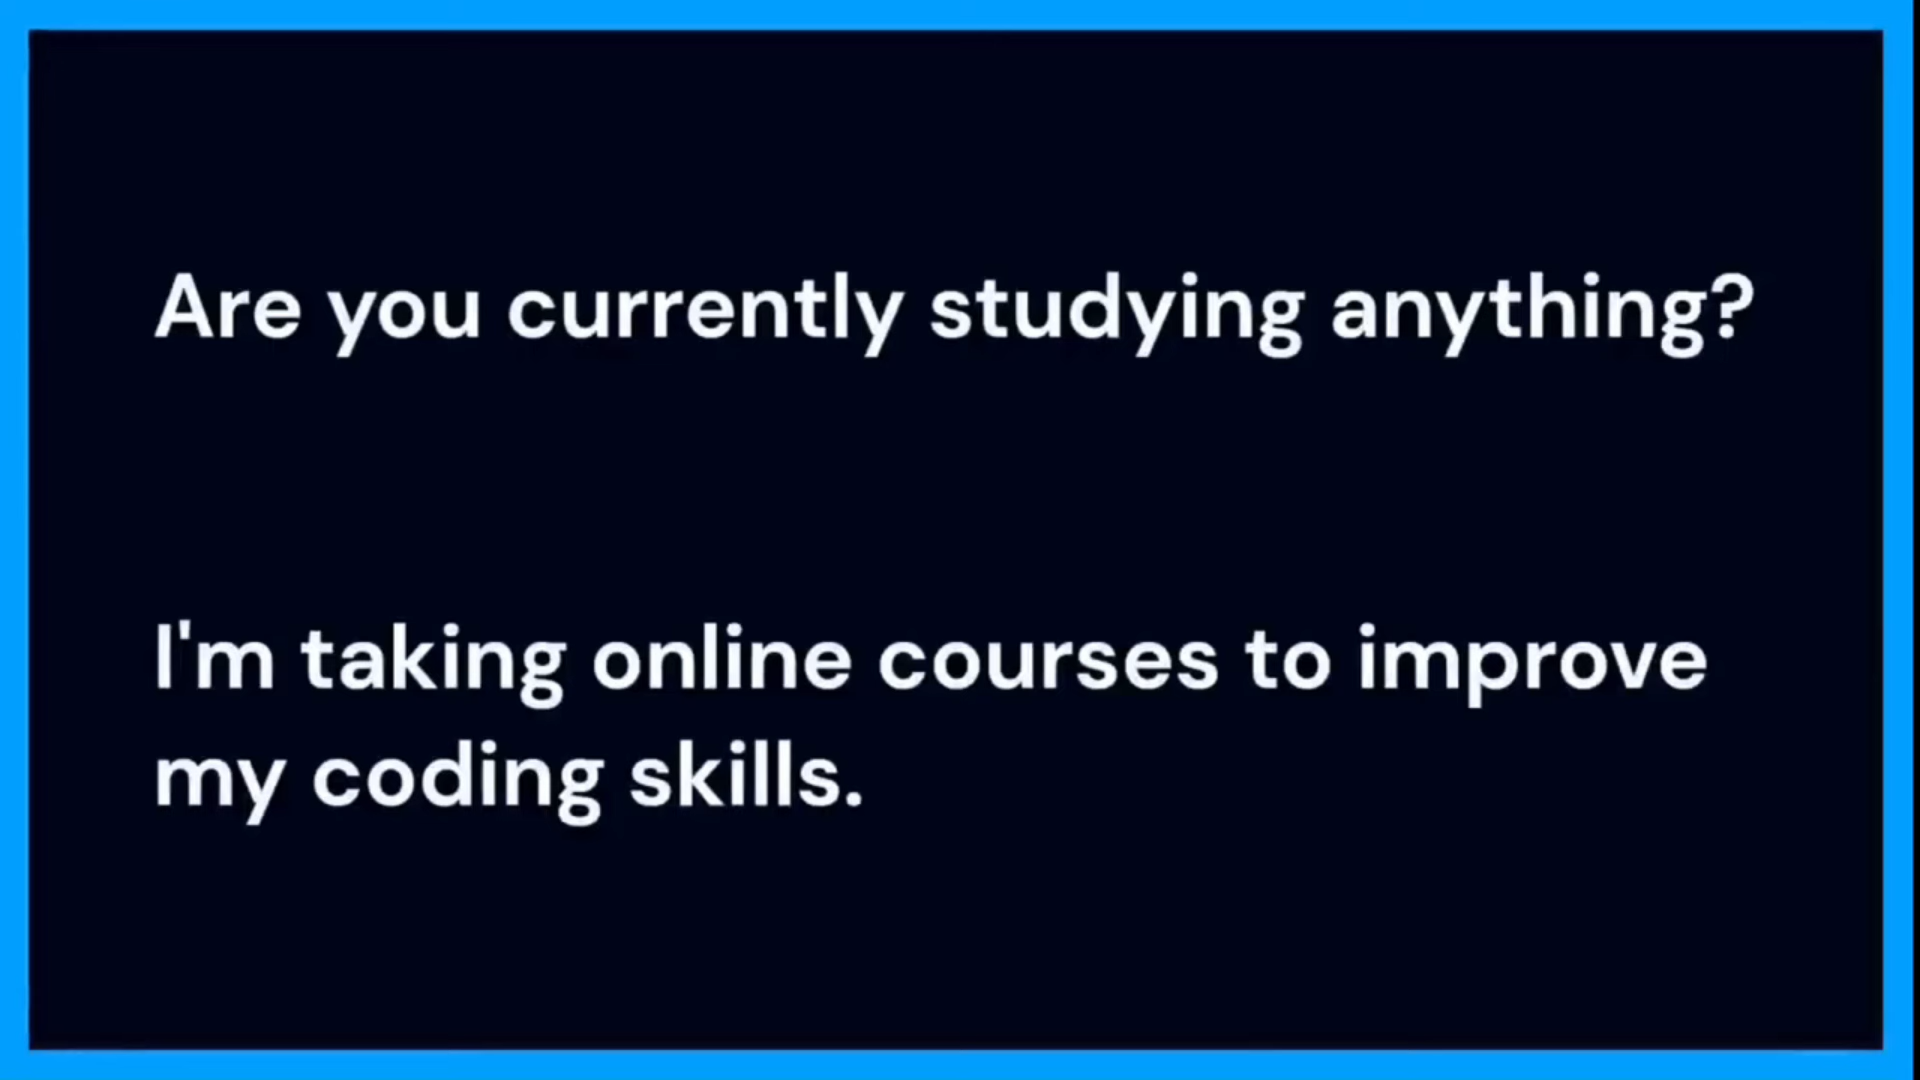 Are you currently studying anything?
I'm taking online courses to improve
my coding skills.